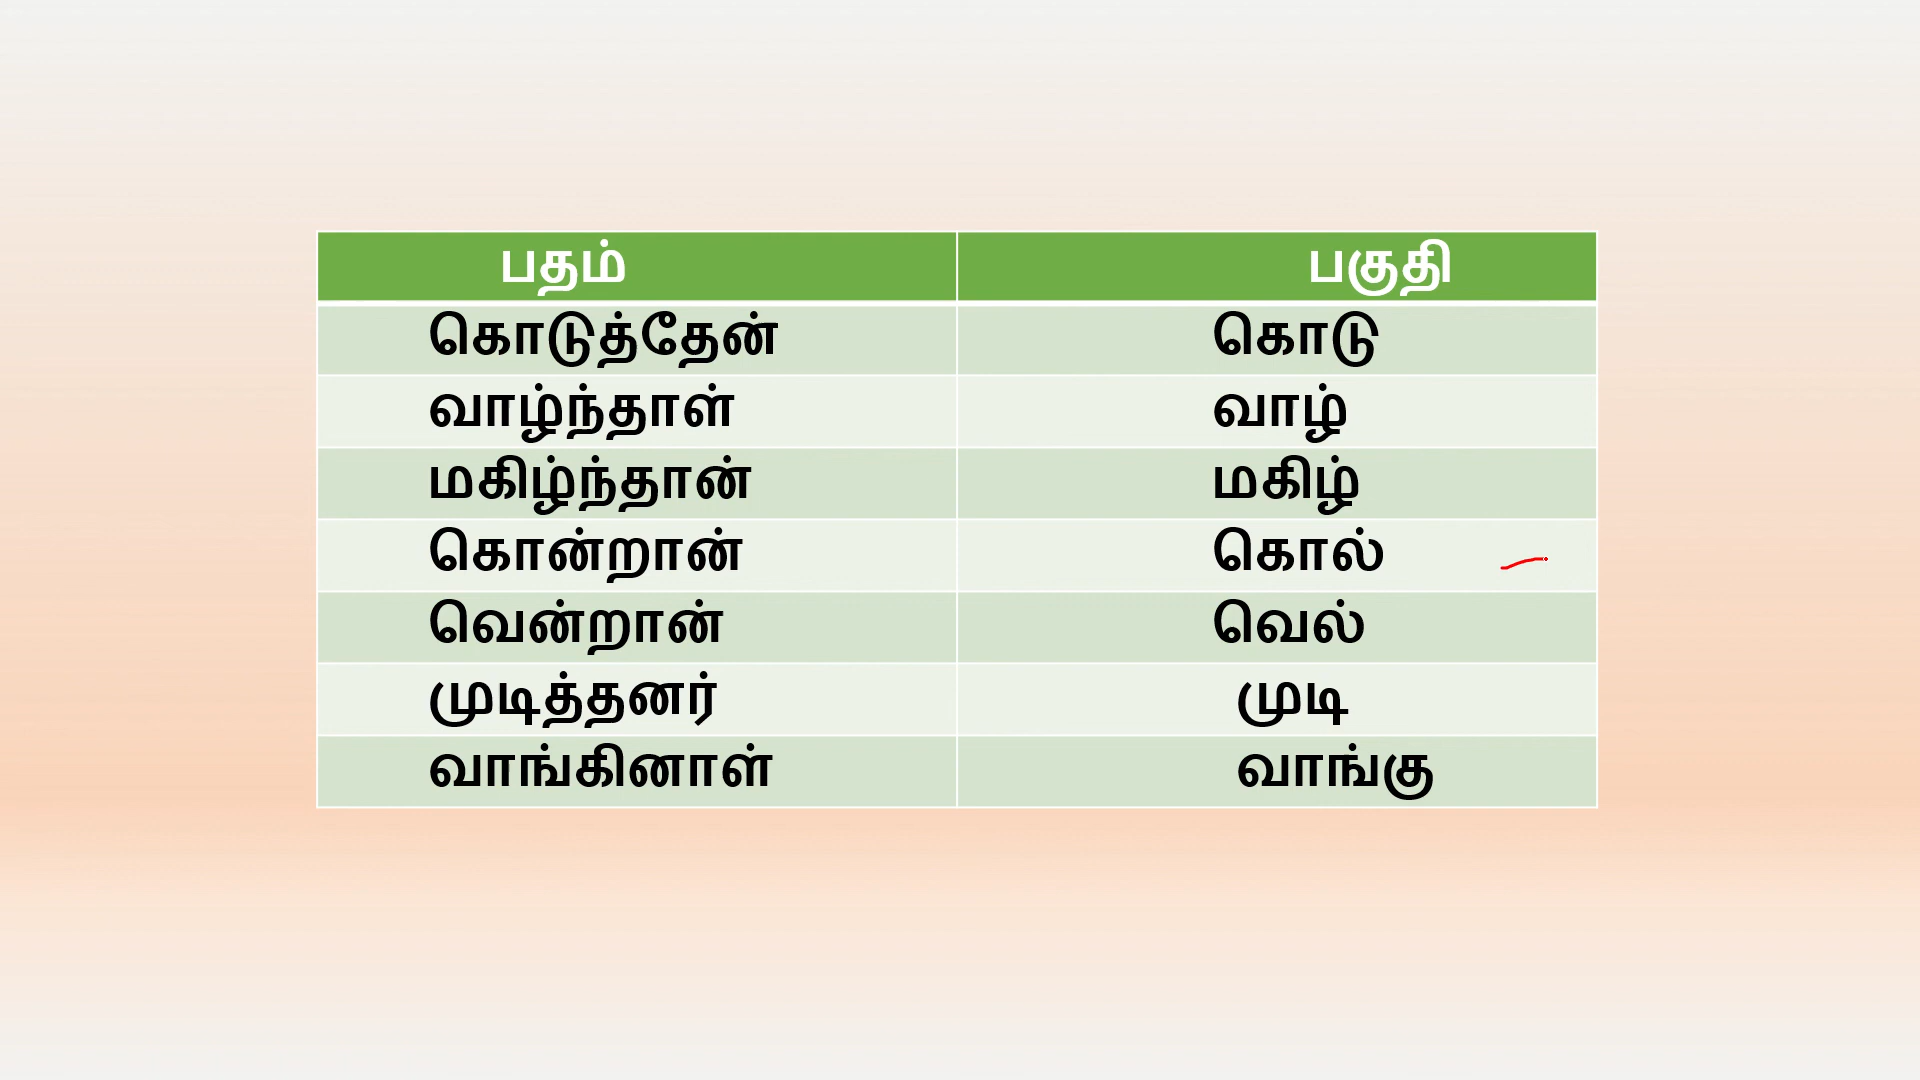 பதம் பகுதி
கொடுத்தேன் கொடு
வாழ்ந்தாள் வாழ்
மகிழ்ந்தான் மகிழ்
கொன்றான் கொல்
வென்றான் வெல்
முடித்தனர் முடி
வாங்கினாள் வாங்கு